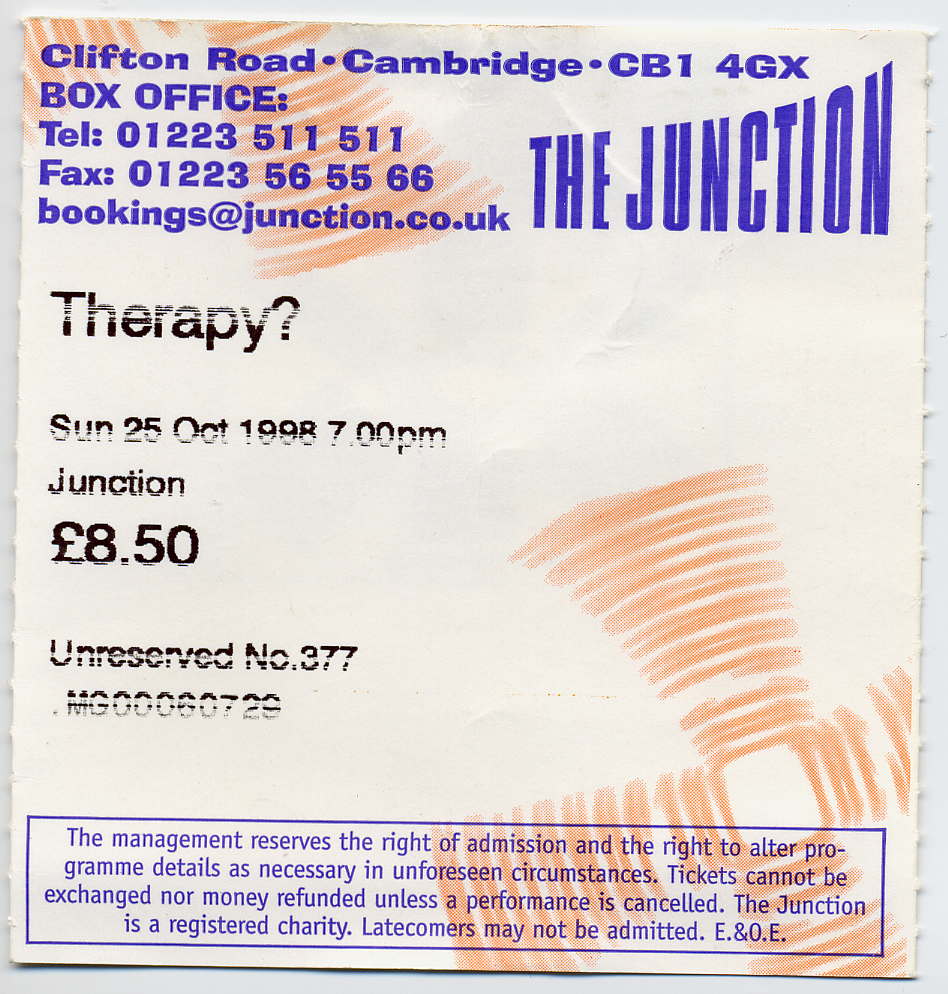 Clifton Road • Cambridge • CB1 4GX
BOX OFFICE:
Tel: 01223 511 511
Fax: 01223 56 55 66
bookings@junction.co.uk
THE JUNCTION
Therapy?
Sun 25 Oct 1998 7.00pm
Junction
£8.50
Unreserved No.377
.MG00060729
The management reserves the right of admission and the right to alter pro-
gramme details as necessary in unforeseen circumstances. Tickets cannot be
exchanged nor money refunded unless a performance is cancelled. The Junction
is a registered charity. Latecomers may not be admitted. E.&O.E.